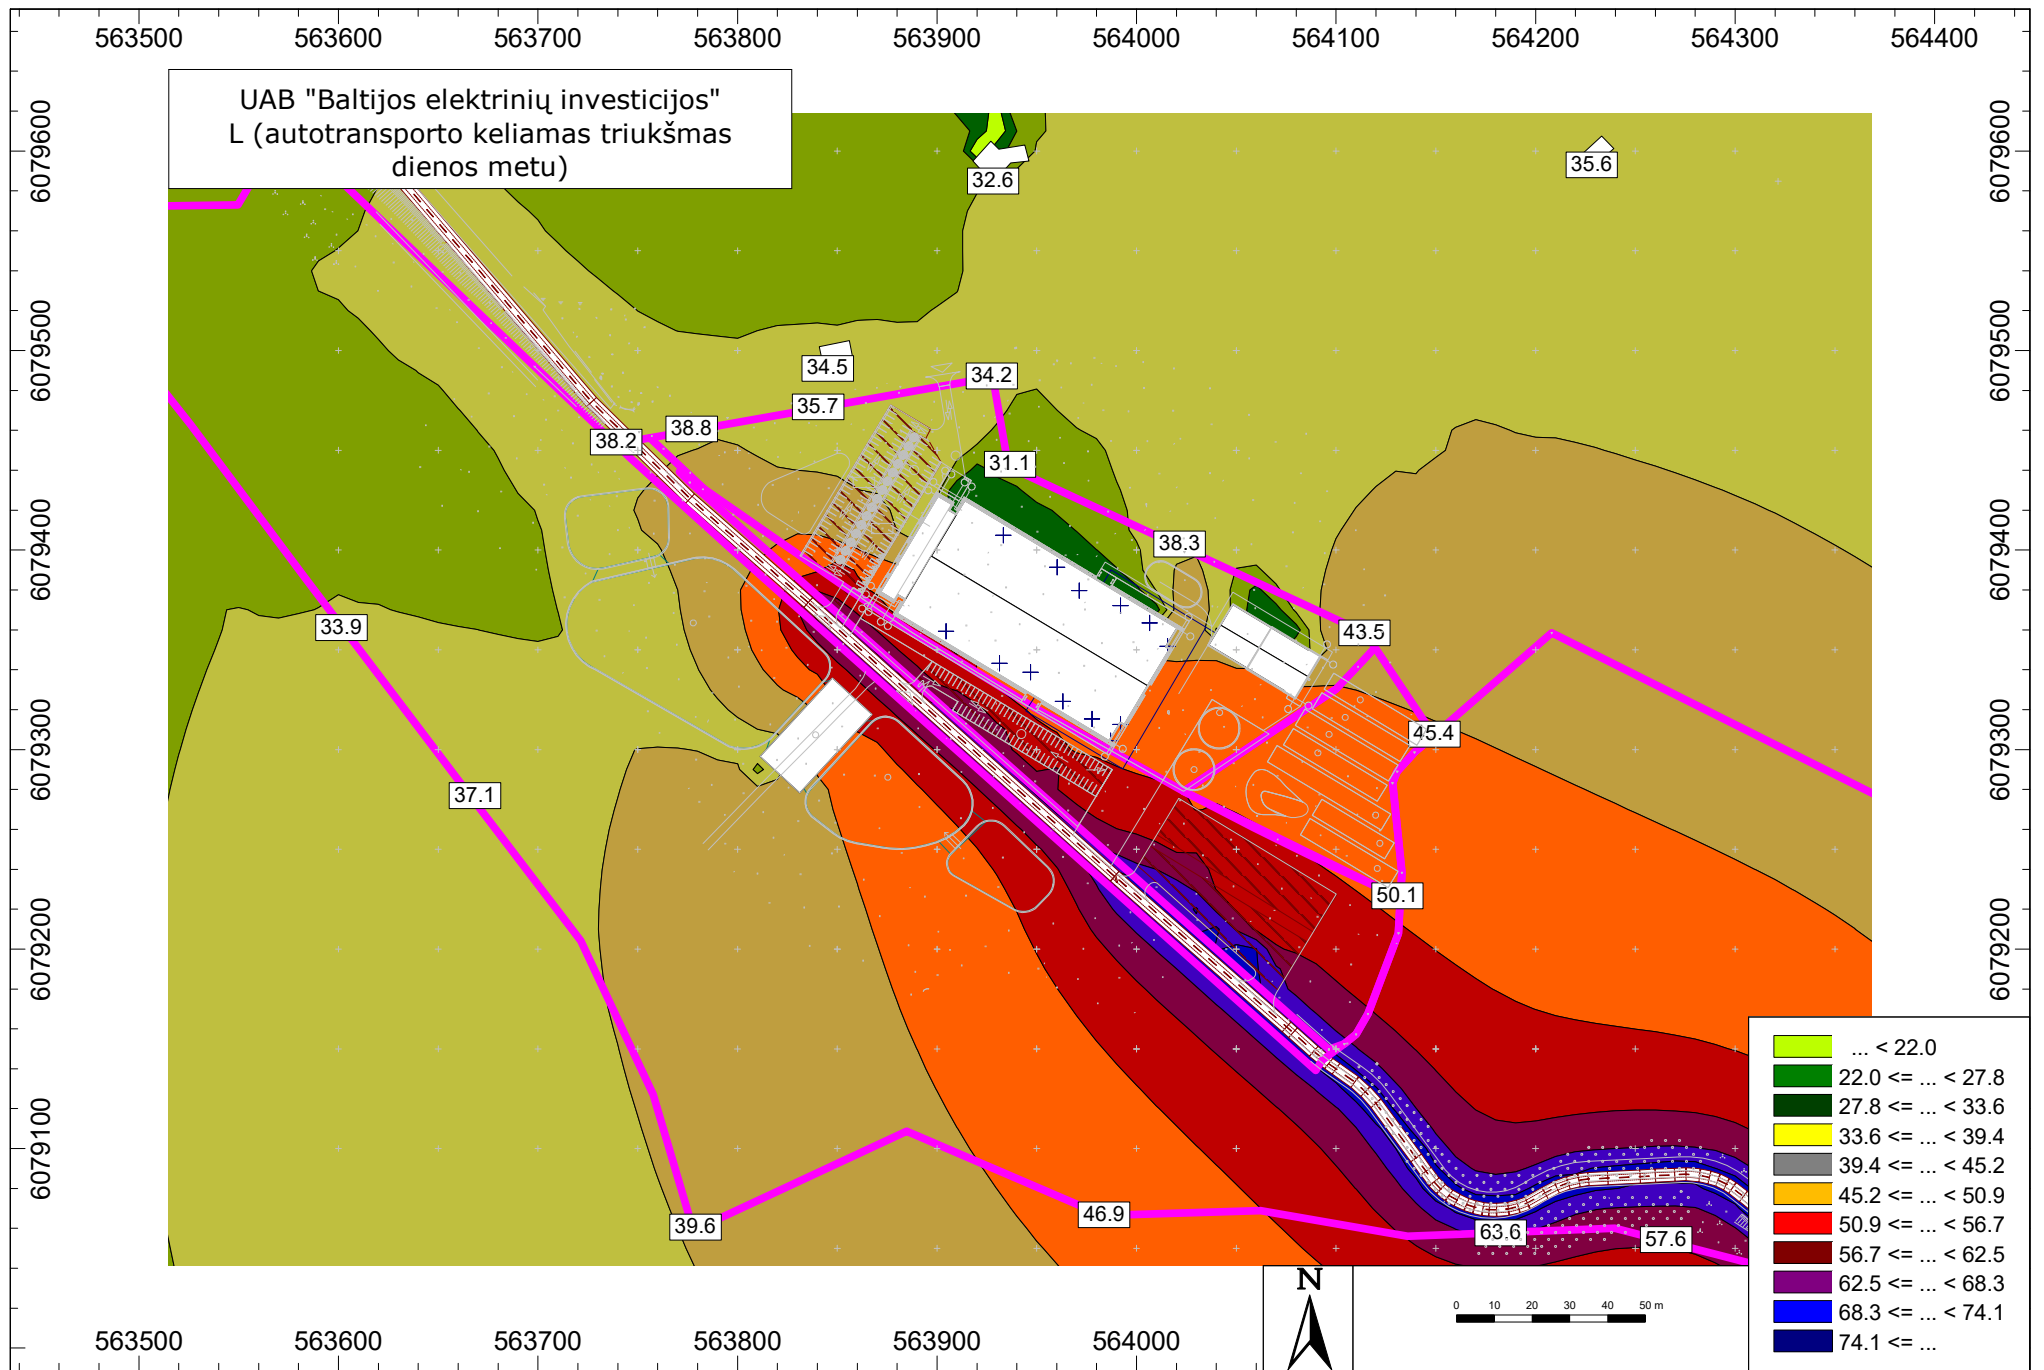 563500 563600 563700 563800 563900 564000 564100 564200 564300 564400
UAB "Baltijos elektrinių investicijos"
L (autotransporto keliamas triukšmas
dienos metu)
6079600
6079500
6079400
6079300
6079200
6079100
6079600
6079500
6079400
6079300
6079200
32.6
35.6
34.5
34.2
35.7
38.8
38.2
31.1
38.3
43.5
33.9
45.4
37.1
50.1
39.6
46.9
63.6
57.6
... < 22.0
22.0 <= ... < 27.8
27.8 <= ... < 33.6
33.6 <= ... < 39.4
39.4 <= ... < 45.2
45.2 <= ... < 50.9
50.9 <= ... < 56.7
56.7 <= ... < 62.5
62.5 <= ... < 68.3
68.3 <= ... < 74.1
74.1 <= ...
N
0 10 20 30 40 50 m
563500 563600 563700 563800 563900 564000